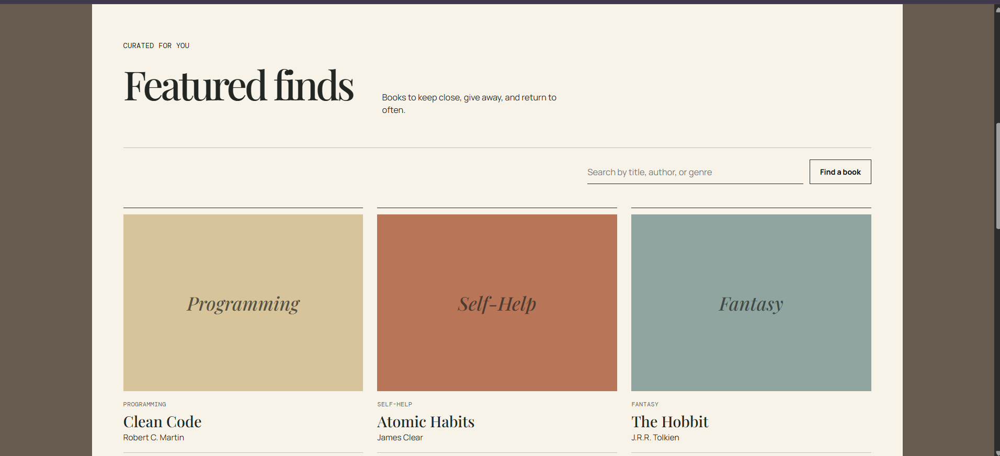 CURATED FOR YOU
Featured finds
Books to keep close, give away, and return to
often.
Search by title, author, or genre
Find a book
Programming
Self-Help
Fantasy
PROGRAMMING
Clean Code
Robert C. Martin
SELF-HELP
Atomic Habits
James Clear
FANTASY
The Hobbit
J.R.R. Tolkien